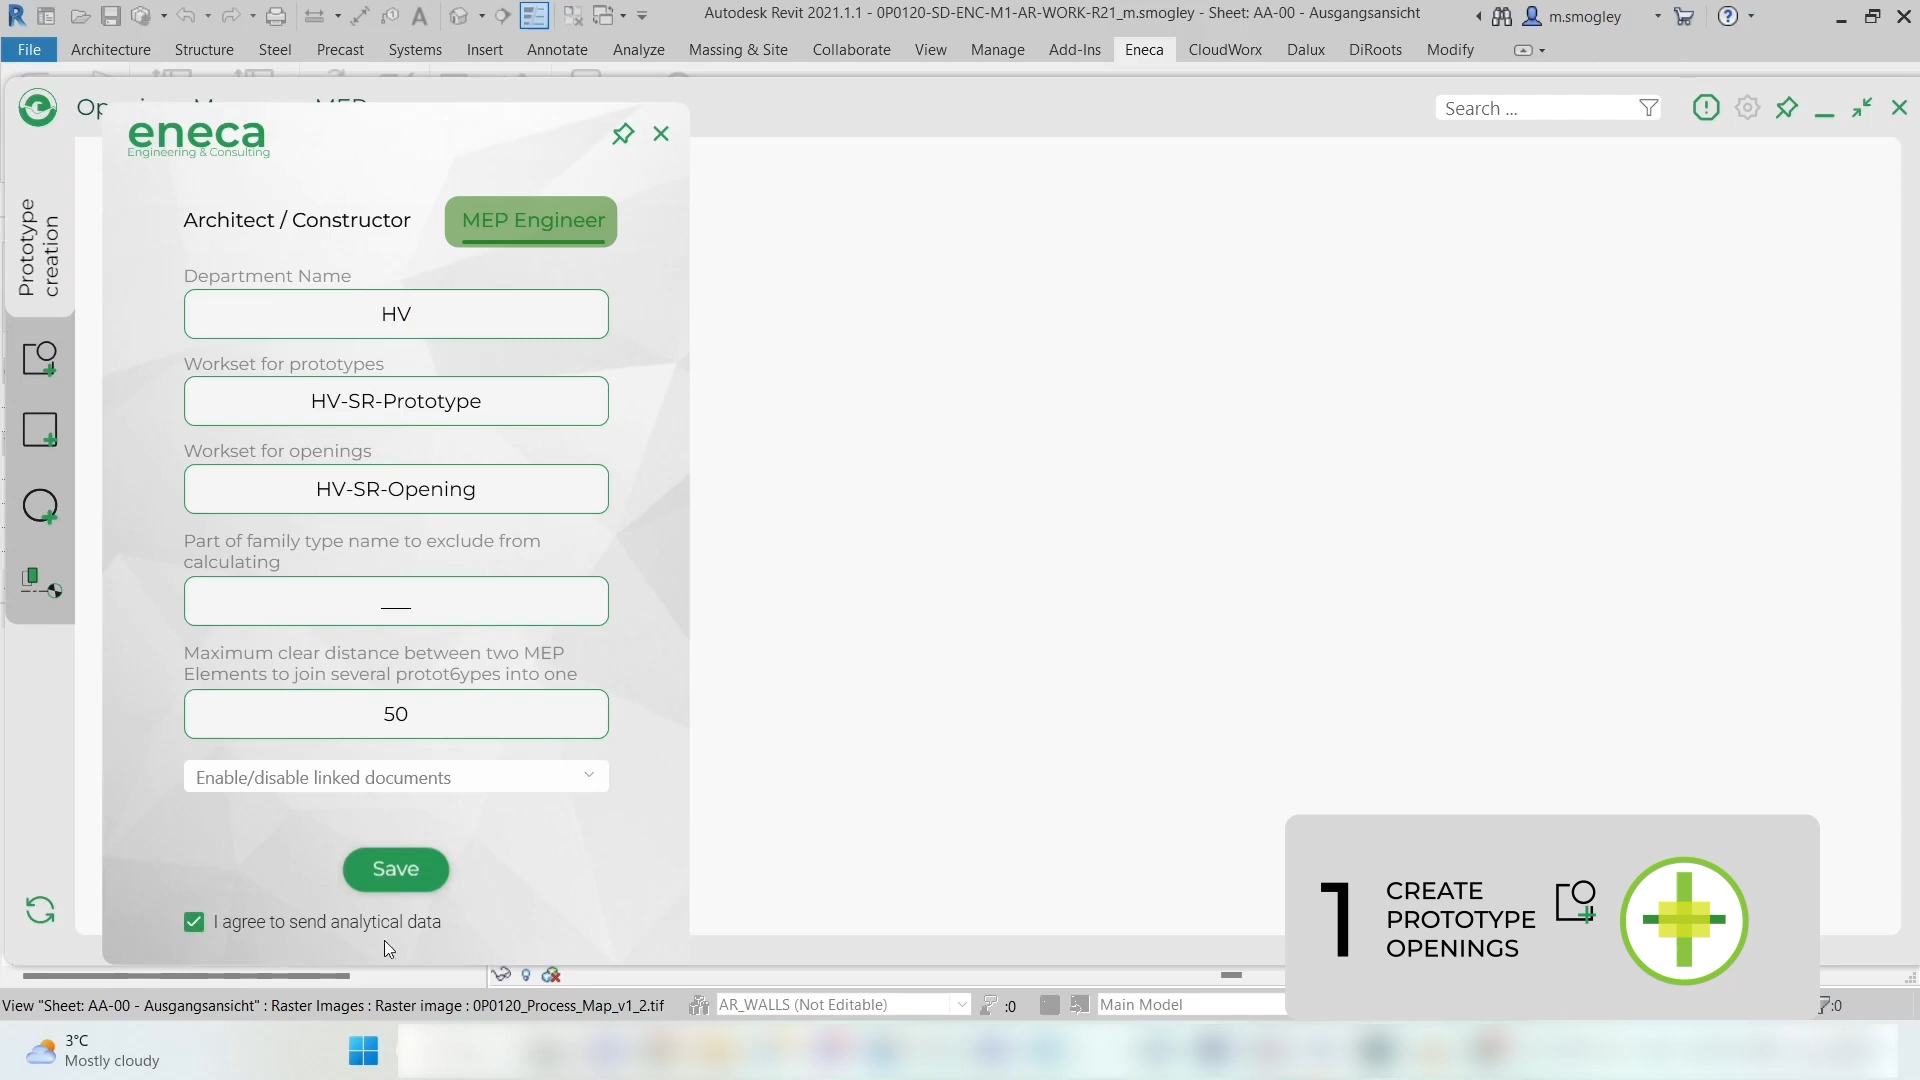 Autodesk Revit 2021.1.1 - 0P0120-SD-ENC-M1-AR-WORK-R21_m.smogley - Sheet: AA-00 - Ausgangsansicht
m.smogley
File Architecture Structure Steel Precast Systems Insert Annotate Analyze Massing & Site Collaborate View Manage Add-Ins Eneca CloudWorx Dalux DiRoots Modify
Search ...
eneca
Engineering & Consulting
Prototype
creation
Architect / Constructor
MEP Engineer
Department Name
HV
Workset for prototypes
HV-SR-Prototype
Workset for openings
HV-SR-Opening
Part of family type name to exclude from
calculating
___
Maximum clear distance between two MEP
Elements to join several protot6ypes into one
50
Enable/disable linked documents
Save
I agree to send analytical data
1
CREATE
PROTOTYPE
OPENINGS
View "Sheet: AA-00 - Ausgangsansicht" : Raster Images : Raster image : 0P0120_Process_Map_v1_2.tif
AR_WALLS (Not Editable)
:0
Main Model
:0
3°C
Mostly cloudy